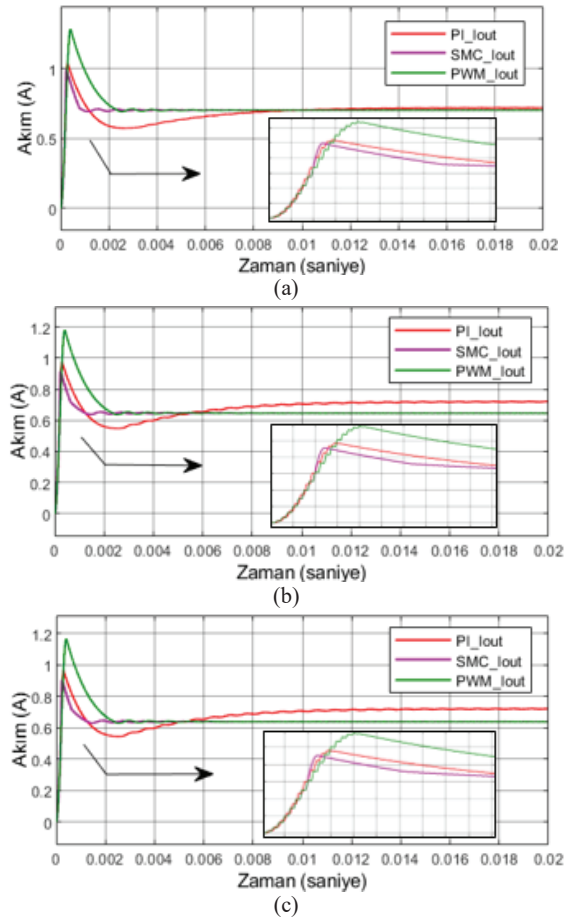 PI_Iout
SMC_Iout
PWM_Iout
Akım (A)
1
0.5
0
0 0.002 0.004 0.006 0.008 0.01 0.012 0.014 0.016 0.018 0.02
Zaman (saniye)
(a)
PI_Iout
SMC_Iout
PWM_Iout
Akım (A)
1.2
1
0.8
0.6
0.4
0.2
0
0 0.002 0.004 0.006 0.008 0.01 0.012 0.014 0.016 0.018 0.02
Zaman (saniye)
(b)
PI_Iout
SMC_Iout
PWM_Iout
Akım (A)
1.2
1
0.8
0.6
0.4
0.2
0
0 0.002 0.004 0.006 0.008 0.01 0.012 0.014 0.016 0.018 0.02
Zaman (saniye)
(c)